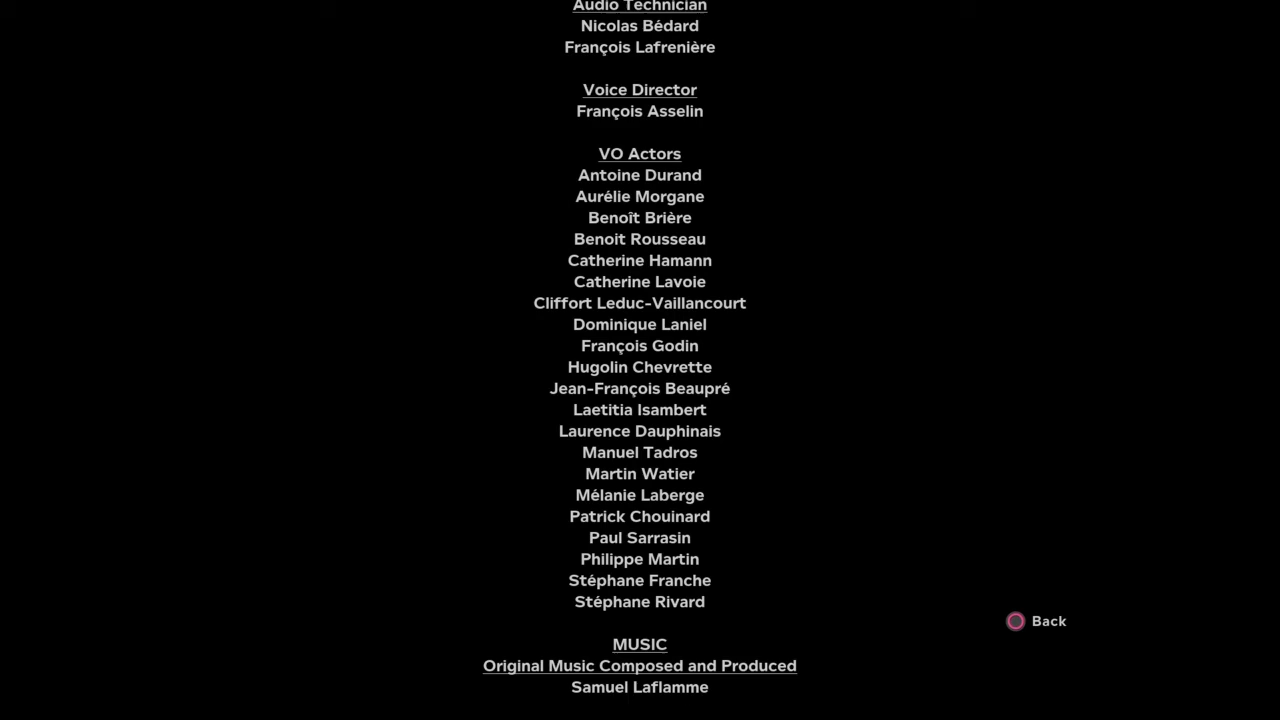 Audio Technician
Nicolas Bédard
François Lafrenière
Voice Director
François Asselin
VO Actors
Antoine Durand
Aurélie Morgane
Benoît Brière
Benoit Rousseau
Catherine Hamann
Catherine Lavoie
Cliffort Leduc-Vaillancourt
Dominique Laniel
François Godin
Hugolin Chevrette
Jean-François Beaupré
Laetitia Isambert
Laurence Dauphinais
Manuel Tadros
Martin Watier
Mélanie Laberge
Patrick Chouinard
Paul Sarrasin
Philippe Martin
Stéphane Franche
Stéphane Rivard
Back
MUSIC
Original Music Composed and Produced
Samuel Laflamme